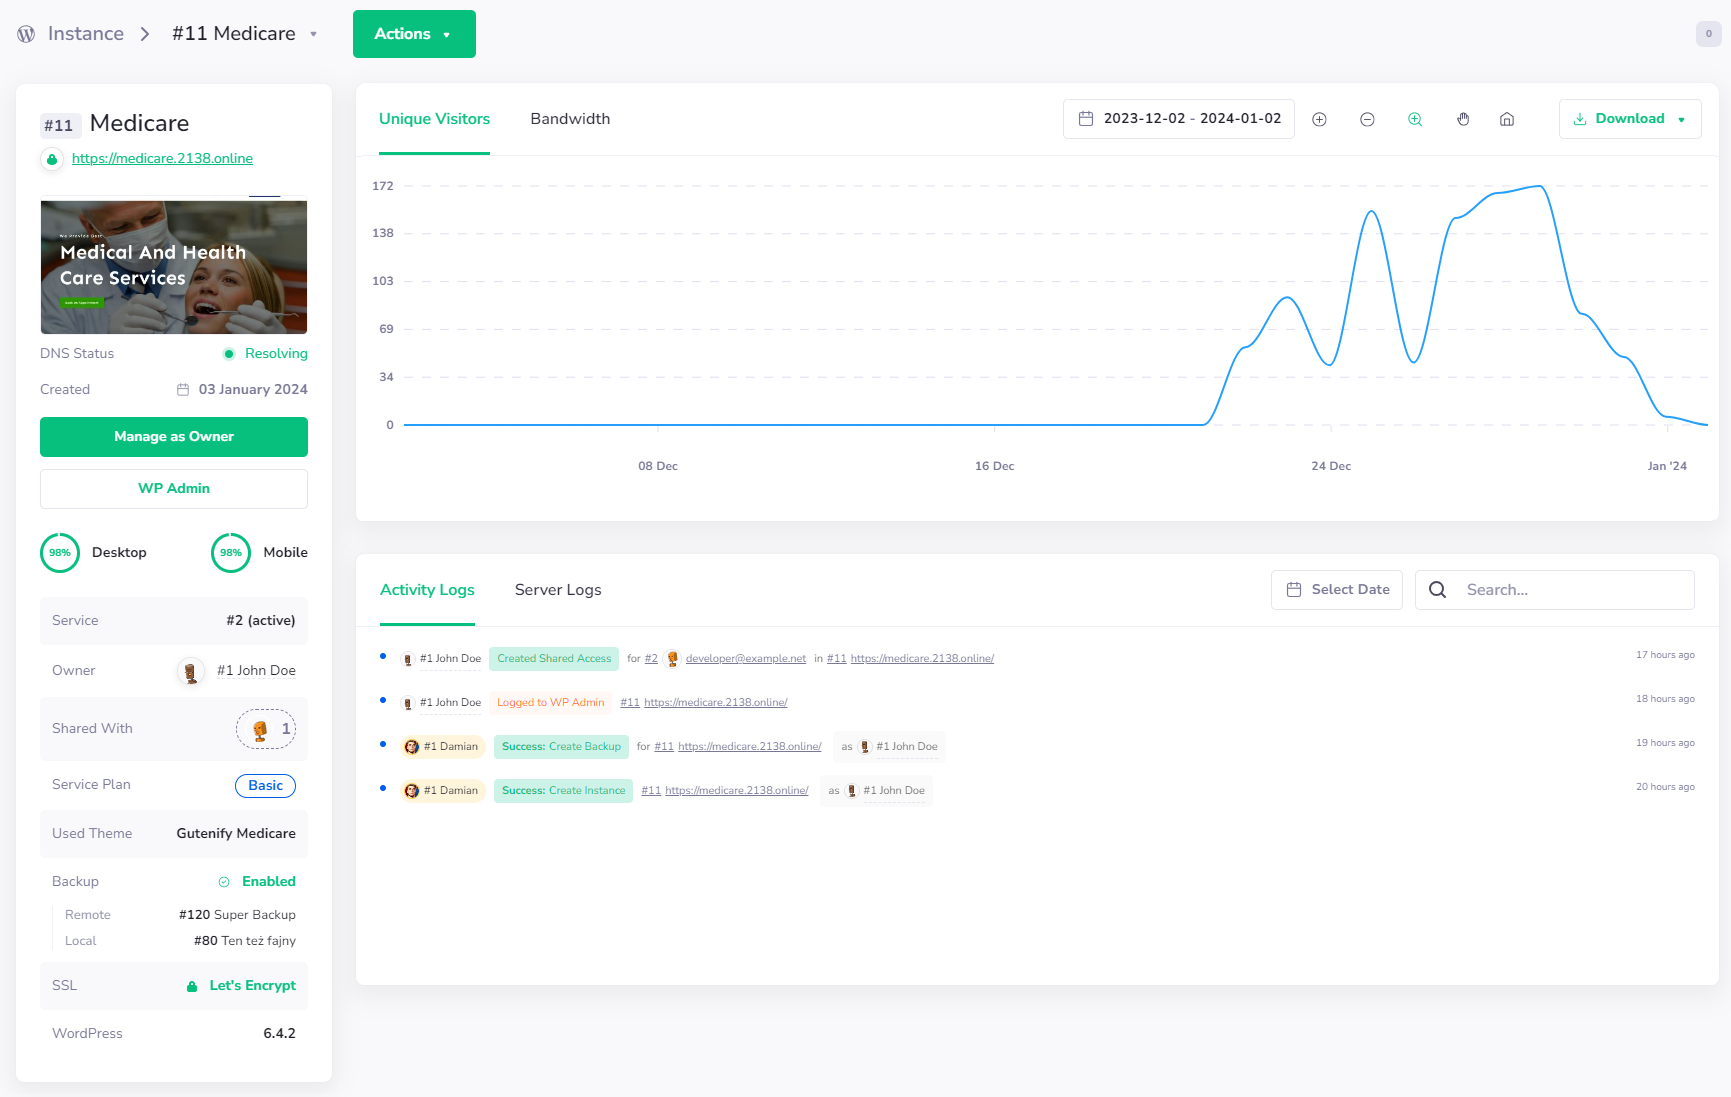 Instance > #11 Medicare
Actions
0
#11 Medicare
https://medicare.2138.online
We Provide Best
Medical And Health
Care Services
DNS Status Resolving
Created 03 January 2024
Manage as Owner
WP Admin
98% Desktop 98% Mobile
Service #2 (active)
Owner #1 John Doe
Shared With 1
Service Plan Basic
Used Theme Gutenify Medicare
Backup Enabled
Remote #120 Super Backup
Local #80 Ten też fajny
SSL Let's Encrypt
WordPress 6.4.2
Unique Visitors Bandwidth
2023-12-02 - 2024-01-02
Download
172
138
103
69
34
0
08 Dec 16 Dec 24 Dec Jan '24
Activity Logs Server Logs
Select Date Search...
#1 John Doe Created Shared Access for #2 developer@example.net in #11 https://medicare.2138.online/ 17 hours ago
#1 John Doe Logged to WP Admin #11 https://medicare.2138.online/ 18 hours ago
#1 Damian Success: Create Backup for #11 https://medicare.2138.online/ as #1 John Doe 19 hours ago
#1 Damian Success: Create Instance #11 https://medicare.2138.online/ as #1 John Doe 20 hours ago